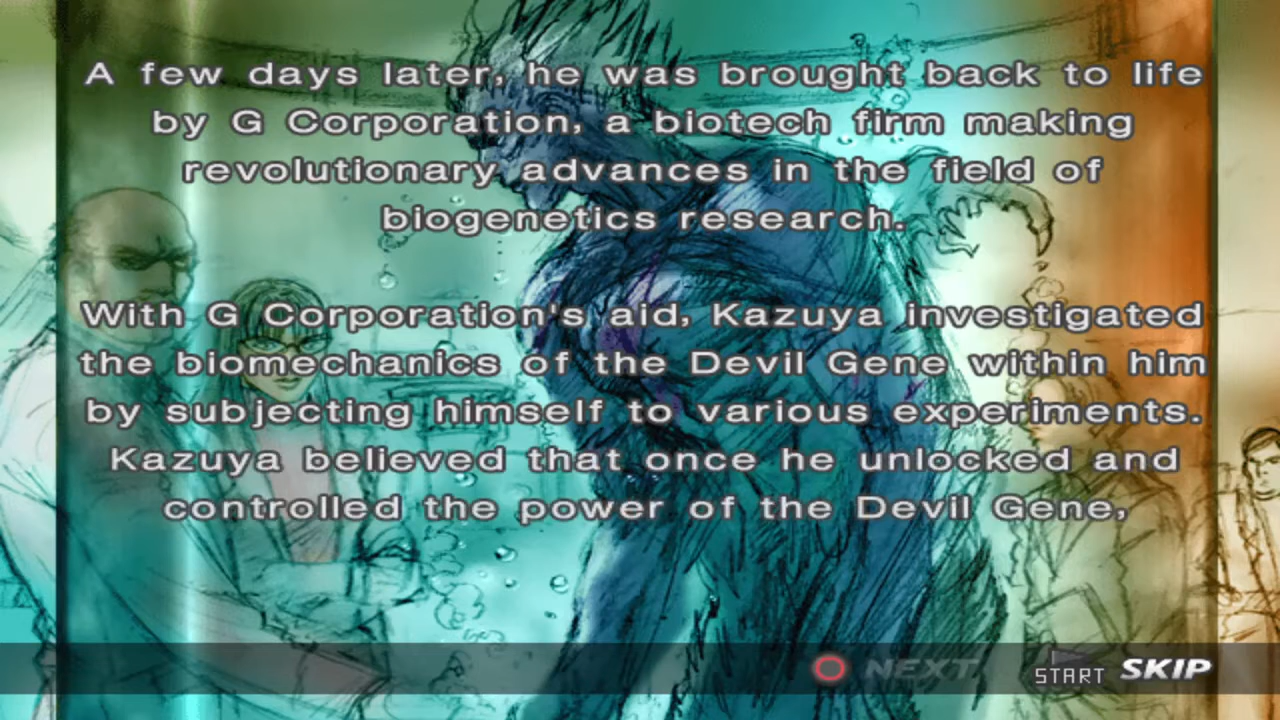 A few days later, he was brought back to life
by G Corporation, a biotech firm making
revolutionary advances in the field of
biogenetics research.
With G Corporation's aid, Kazuya investigated
the biomechanics of the Devil Gene within him
by subjecting himself to various experiments.
Kazuya believed that once he unlocked and
controlled the power of the Devil Gene,
NEXT START SKIP